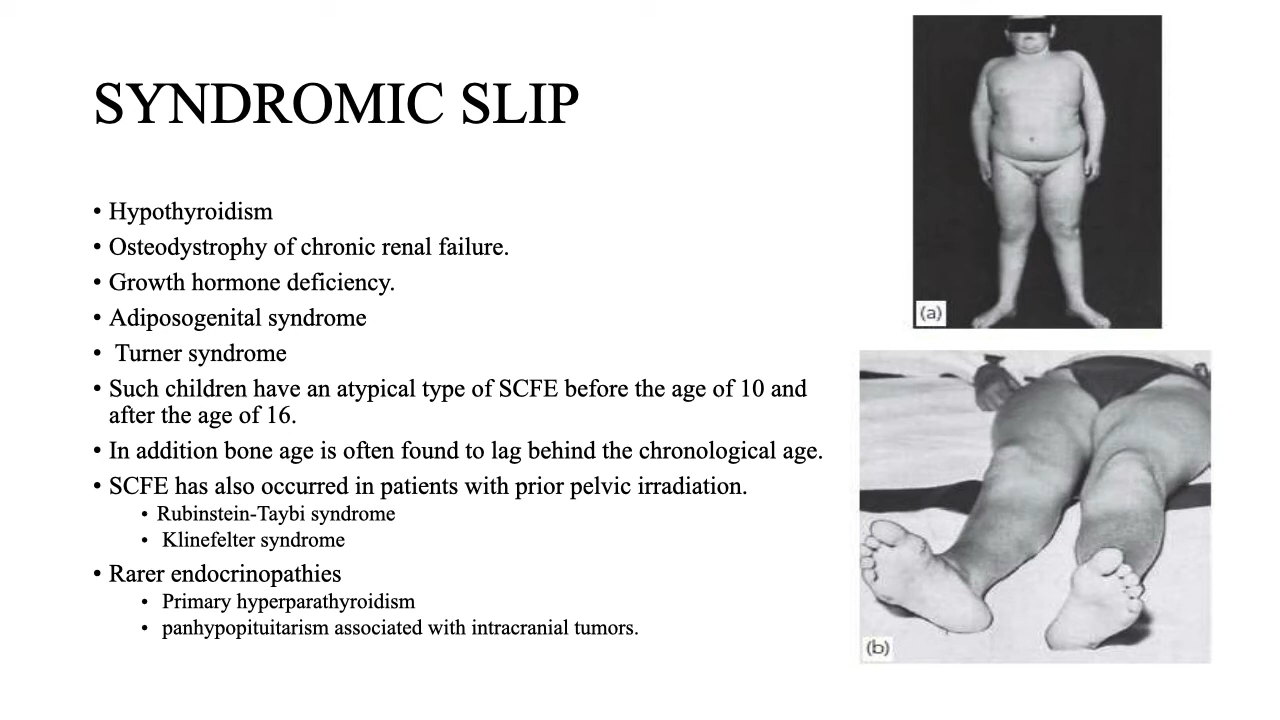 SYNDROMIC SLIP
• Hypothyroidism
• Osteodystrophy of chronic renal failure.
• Growth hormone deficiency.
• Adiposogenital syndrome
• Turner syndrome
• Such children have an atypical type of SCFE before the age of 10 and
after the age of 16.
• In addition bone age is often found to lag behind the chronological age.
• SCFE has also occurred in patients with prior pelvic irradiation.
• Rubinstein-Taybi syndrome
• Klinefelter syndrome
• Rarer endocrinopathies
• Primary hyperparathyroidism
• panhypopituitarism associated with intracranial tumors.
(a)
(b)